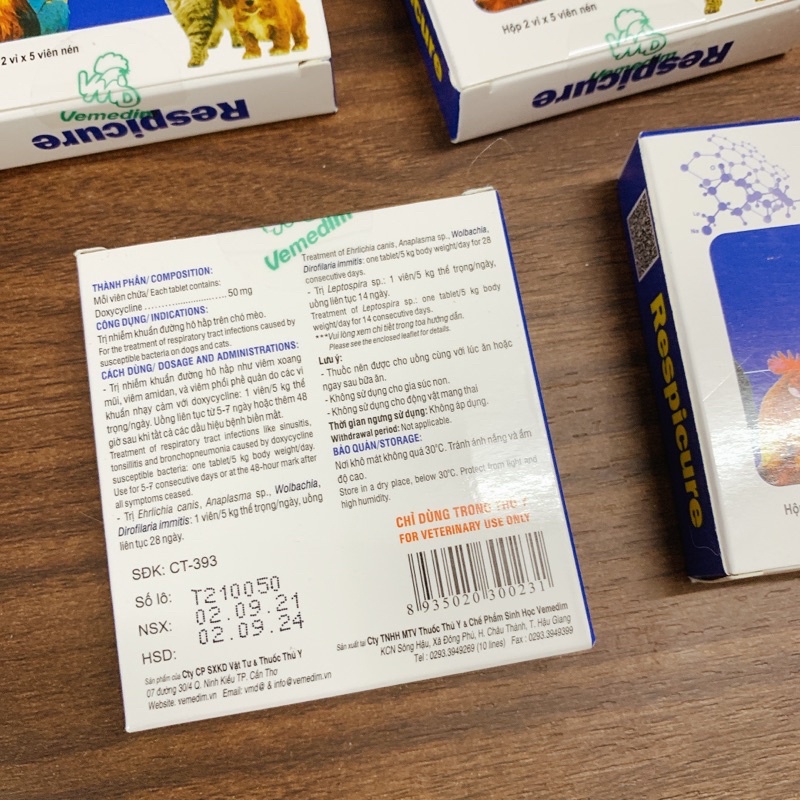 2 vỉ x 5 viên nén
Vemedim
Respicure
Hộp 2 vỉ x 5 viên nén
Vemedim
Respicure
Respicure
Vemedim
THÀNH PHẦN/ COMPOSITION:
Mỗi viên chứa/ Each tablet contains:
Doxycycline ............................ 50 mg
CÔNG DỤNG/ INDICATIONS:
Trị nhiễm khuẩn đường hô hấp trên chó mèo.
For the treatment of respiratory tract infections caused by
susceptible bacteria on dogs and cats.
CÁCH DÙNG/ DOSAGE AND ADMINISTRATIONS:
- Trị nhiễm khuẩn đường hô hấp như viêm xoang
mũi, viêm amidan, và viêm phổi phế quản do các vi
khuẩn nhạy cảm với doxycycline: 1 viên/5 kg thể
trọng/ngày. Uống liên tục từ 5-7 ngày hoặc thêm 48
giờ sau khi tất cả các dấu hiệu bệnh biến mất.
Treatment of respiratory tract infections like sinusitis,
tonsillitis and bronchopneumonia caused by doxycycline
susceptible bacteria: one tablet/5 kg body weight/day.
Use for 5-7 consecutive days or at the 48-hour mark after
all symptoms ceased.
- Trị Ehrlichia canis, Anaplasma sp., Wolbachia,
Dirofilaria immitis: 1 viên/5 kg thể trọng/ngày, uống
liên tục 28 ngày.
Treatment of Ehrlichia canis, Anaplasma sp., Wolbachia,
Dirofilaria immitis: one tablet/5 kg body weight/day for 28
consecutive days.
- Trị Leptospira sp.: 1 viên/5 kg thể trọng/ngày,
uống liên tục 14 ngày.
Treatment of Leptospira sp.: one tablet/5 kg body
weight/day for 14 consecutive days.
***Vui lòng xem chi tiết trong toa hướng dẫn.
Please see the enclosed leaflet for details.
Lưu ý:
- Thuốc nên được cho uống cùng với lúc ăn hoặc
ngay sau bữa ăn.
- Không sử dụng cho gia súc non.
- Không sử dụng cho động vật mang thai
Thời gian ngưng sử dụng: Không áp dụng.
Withdrawal period: Not applicable.
BẢO QUẢN/STORAGE:
Nơi khô mát không quá 30°C. Tránh ánh nắng và ẩm
độ cao.
Store in a dry place, below 30°C. Protect from light and
high humidity.
CHỈ DÙNG TRONG THÚ Y
FOR VETERINARY USE ONLY
8 935020 300231
SĐK: CT-393
Số lô: T210050
NSX: 02.09.21
HSD: 02.09.24
Sản phẩm của Cty CP SXKD Vật Tư & Thuốc Thú Y
07 đường 30/4 Q. Ninh Kiều TP. Cần Thơ
Website: vemedim.vn Email: vmd@ & info@vemedim.vn
Sản xuất tại Cty TNHH MTV Thuốc Thú Y & Chế Phẩm Sinh Học Vemedim
KCN Sông Hậu, Xã Đông Phú, H. Châu Thành, T. Hậu Giang
Tel : 0293.3949269 (10 lines) Fax : 0293.3949399